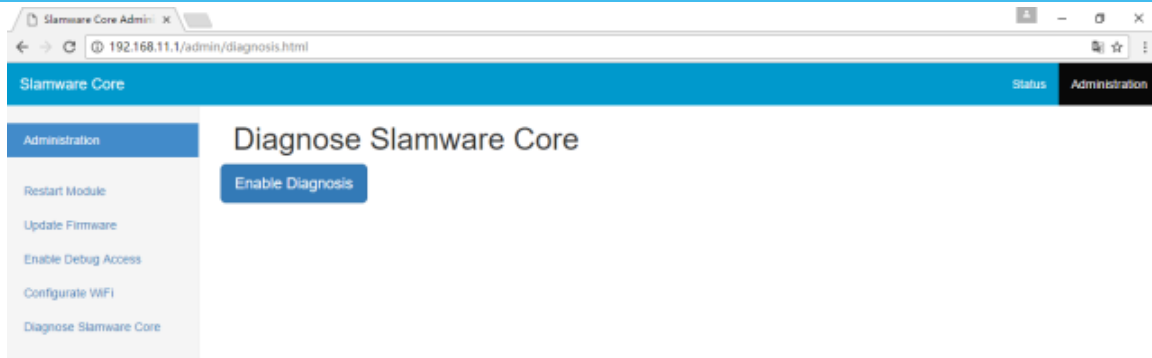 Slamware Core Admini
192.168.11.1/admin/diagnosis.html
Slamware Core
Status
Administration
Administration
Diagnose Slamware Core
Enable Diagnosis
Restart Module
Update Firmware
Enable Debug Access
Configurate WiFi
Diagnose Slamware Core